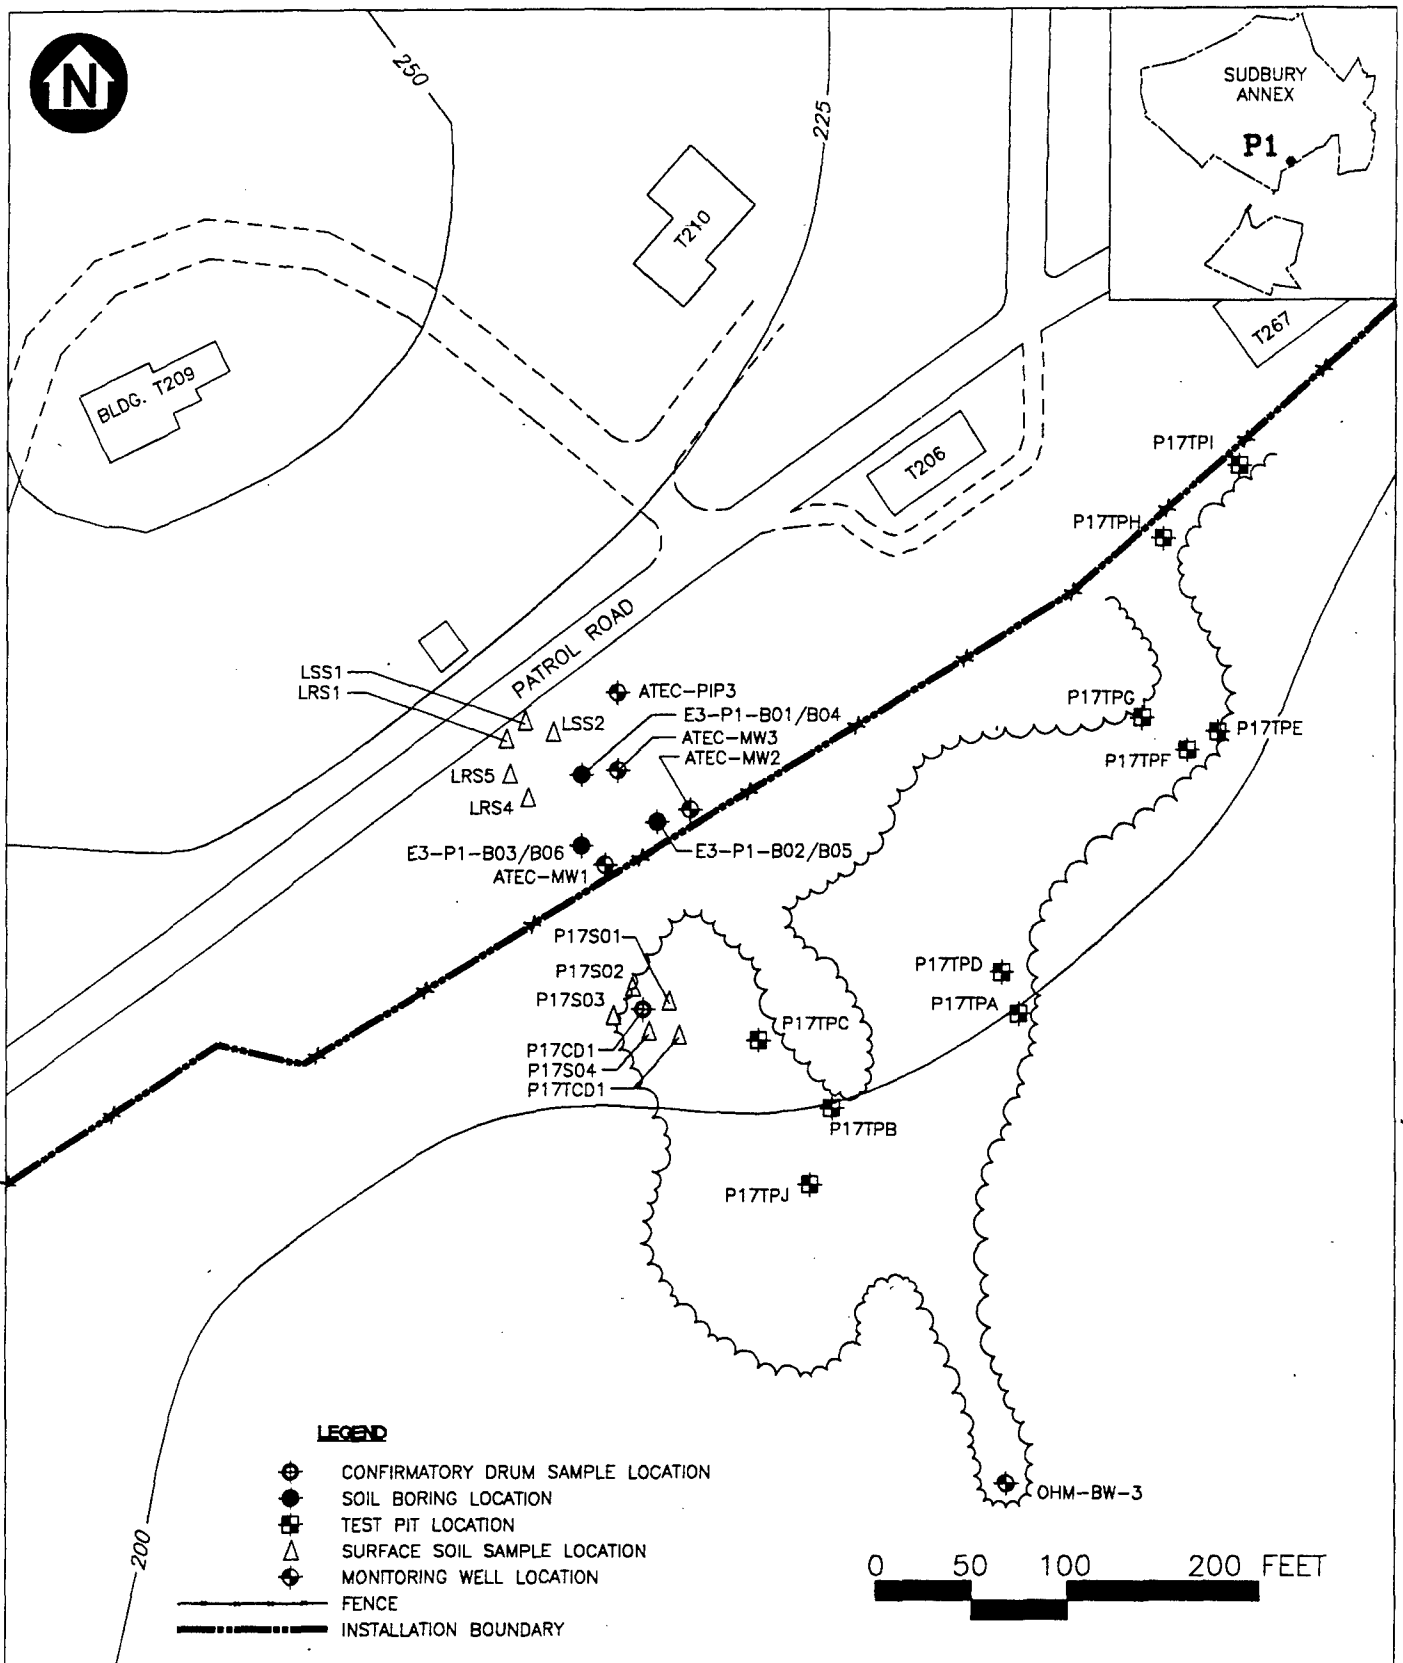 N
250
225
SUDBURY
ANNEX
P1
T210
T267
BLDG. T209
T206
P17TPI
P17TPH
PATROL ROAD
LSS1
LRS1
ATEC-PIP3
LSS2
E3-P1-B01/B04
ATEC-MW3
ATEC-MW2
P17TPG
P17TPE
P17TPF
LRS5
LRS4
E3-P1-B03/B06
E3-P1-B02/B05
ATEC-MW1
P17S01
P17S02
P17S03
P17TPD
P17TPA
P17TPC
P17CD1
P17S04
P17TCD1
P17TPB
P17TPJ
OHM-BW-3
200
LEGEND
CONFIRMATORY DRUM SAMPLE LOCATION
SOIL BORING LOCATION
TEST PIT LOCATION
SURFACE SOIL SAMPLE LOCATION
MONITORING WELL LOCATION
FENCE
INSTALLATION BOUNDARY
0 50 100 200 FEET